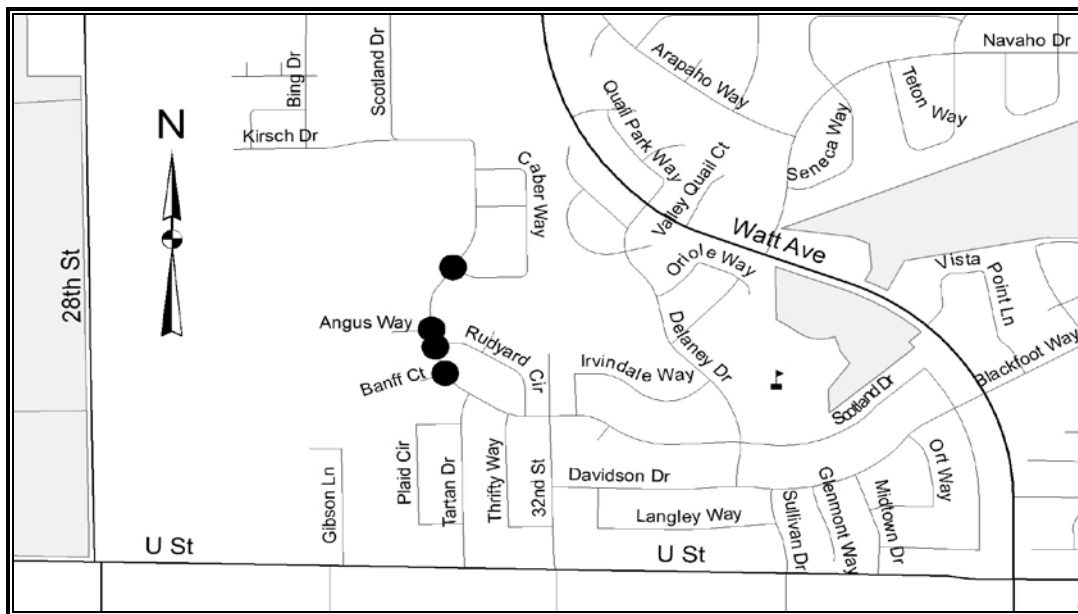 Bing Dr
Scotland Dr
Kirsch Dr
N
28th St
Caber Way
Arapaho Way
Navaho Dr
Teton Way
Quail Park Way
Seneca Way
Valley Quail Ct
Watt Ave
Oriole Way
Vista Point Ln
Angus Way
Rudyard Cir
Delaney Dr
Irvindale Way
Banff Ct
Blackfoot Way
Scotland Dr
Plaid Cir
Tartan Dr
Thrifty Way
32nd St
Gibson Ln
Davidson Dr
Langley Way
Sullivan Dr
Glenmont Way
Midtown Dr
Ort Way
U St
U St